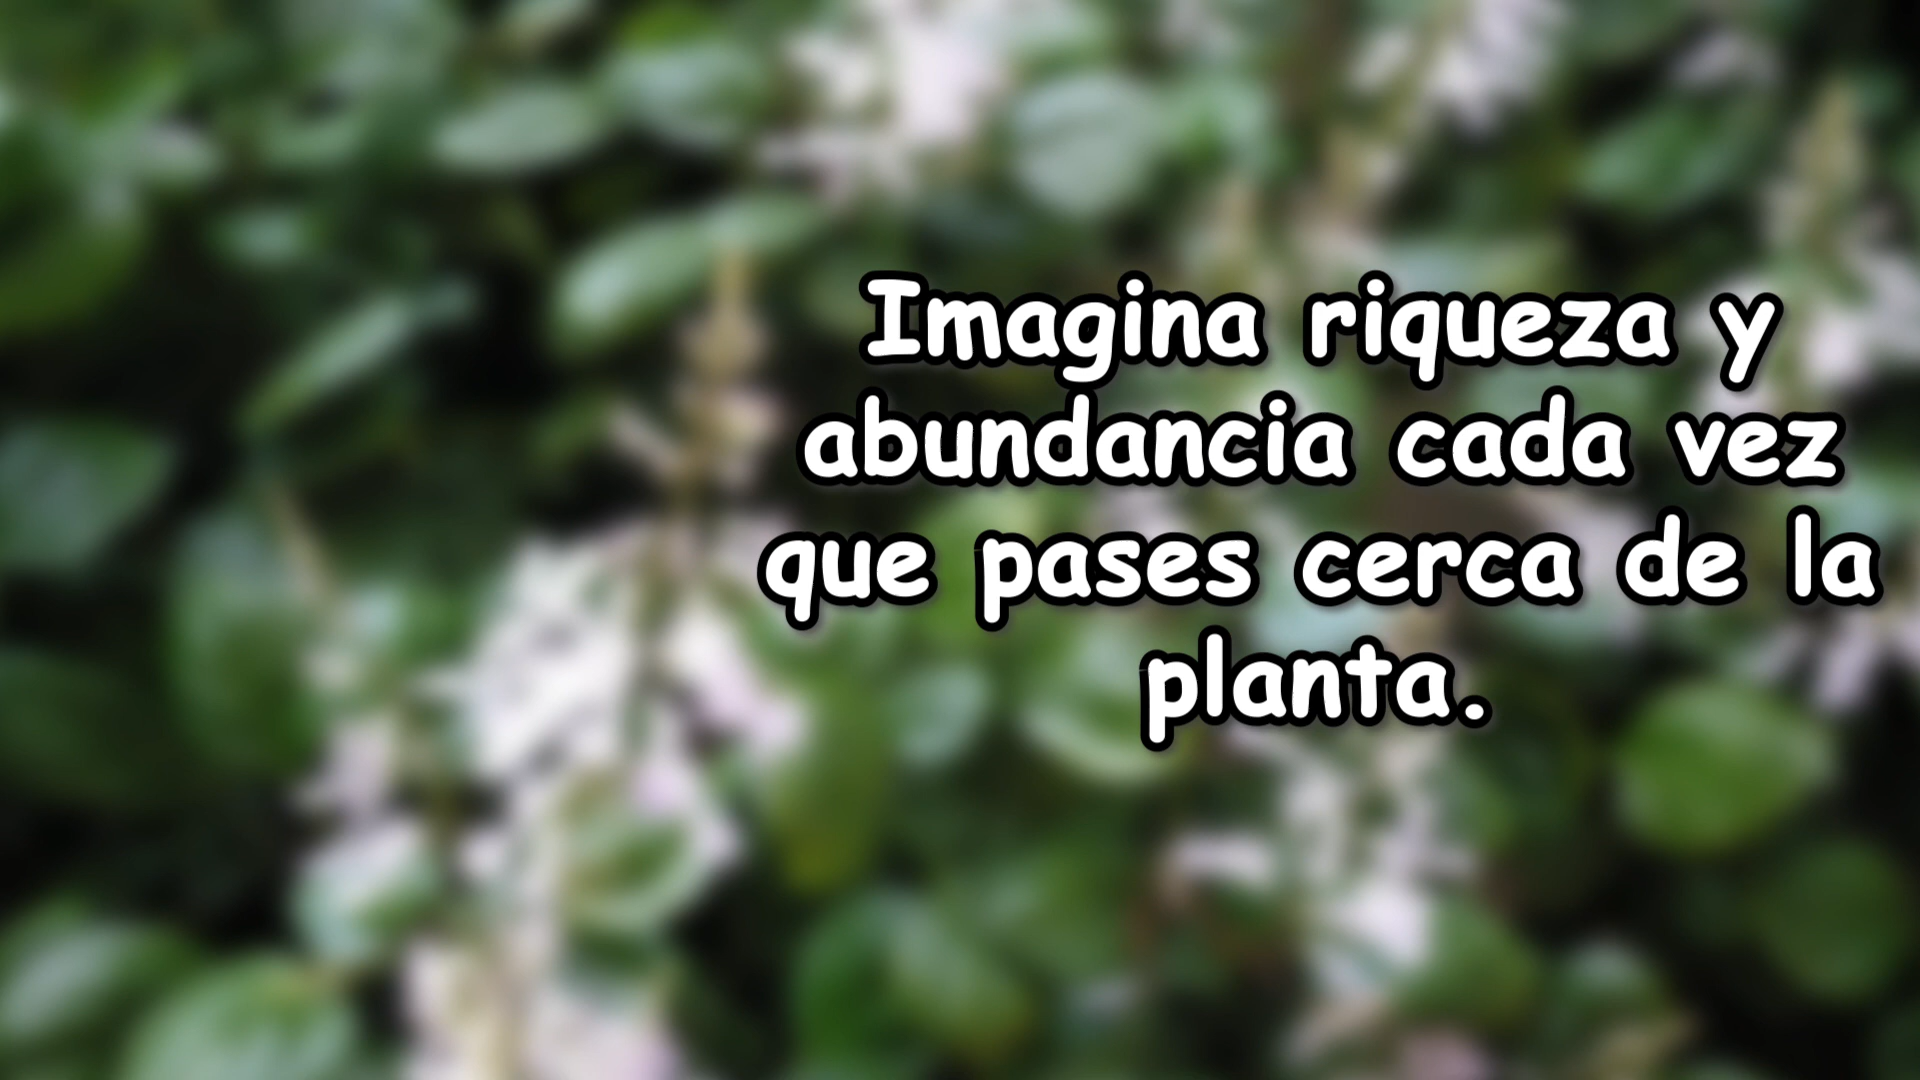 Imagina riqueza y
abundancia cada vez
que pases cerca de la
planta.